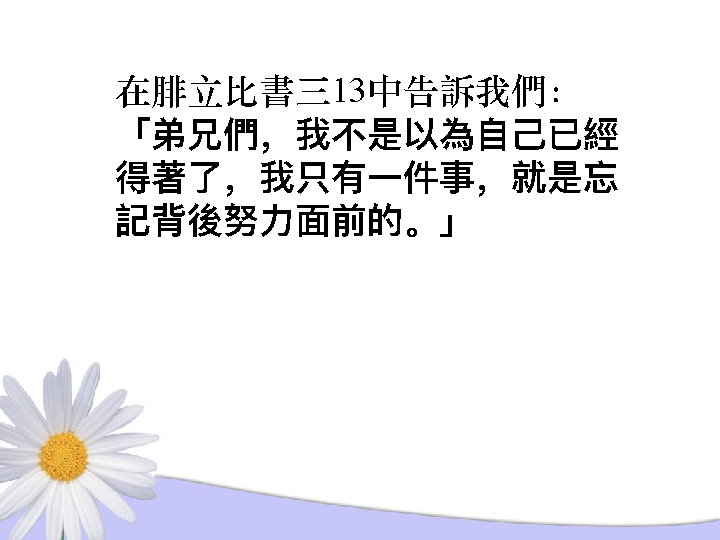 在腓立比書三13中告訴我們：
「弟兄們，我不是以為自己已經
得著了，我只有一件事，就是忘
記背後努力面前的。」